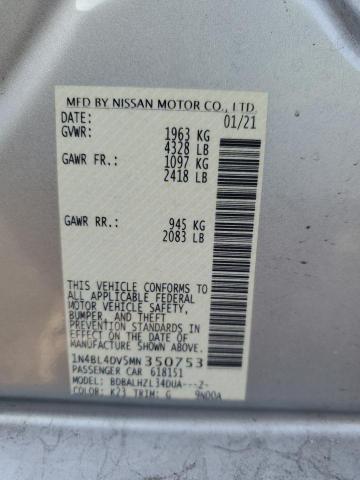 MFD BY NISSAN MOTOR CO., LTD.
DATE: 01/21
GVWR: 1963 KG
4328 LB
GAWR FR.: 1097 KG
2418 LB
GAWR RR.: 945 KG
2083 LB
THIS VEHICLE CONFORMS TO
ALL APPLICABLE FEDERAL
MOTOR VEHICLE SAFETY,
BUMPER, AND THEFT
PREVENTION STANDARDS
IN EFFECT ON THE DATE OF
MANUFACTURE SHOWN ABOVE.
1N4BL4DV5MN350753
PASSENGER CAR 618151
MODEL: BDBALHZL34DUA---Z-
COLOR: K23 TRIM: G 9N00A